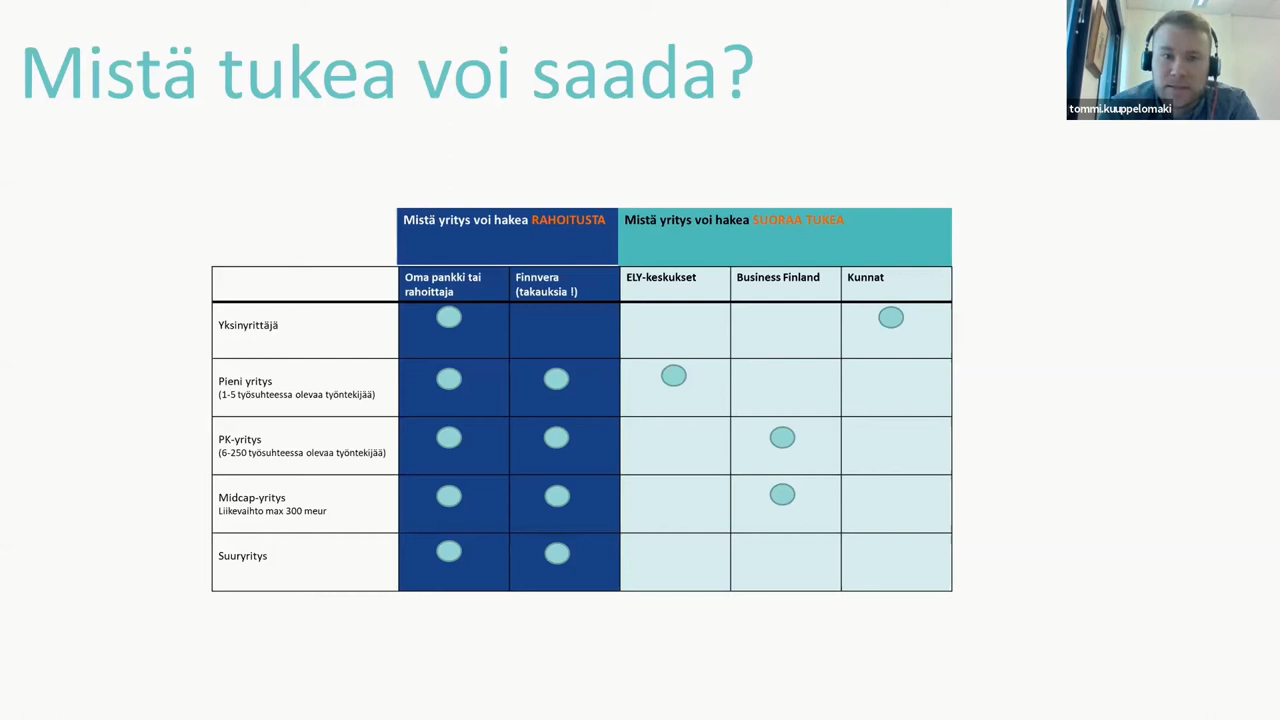 Mistä tukea voi saada?
tommi.kuuppelomaki
Mistä yritys voi hakea RAHOITUSTA
Mistä yritys voi hakea SUORAA TUKEA
Oma pankki tai
rahoittaja
Finnvera
(takauksia !)
ELY-keskukset
Business Finland
Kunnat
Yksinyrittäjä
Pieni yritys
(1-5 työsuhteessa olevaa työntekijää)
PK-yritys
(6-250 työsuhteessa olevaa työntekijää)
Midcap-yritys
Liikevaihto max 300 meur
Suuryritys